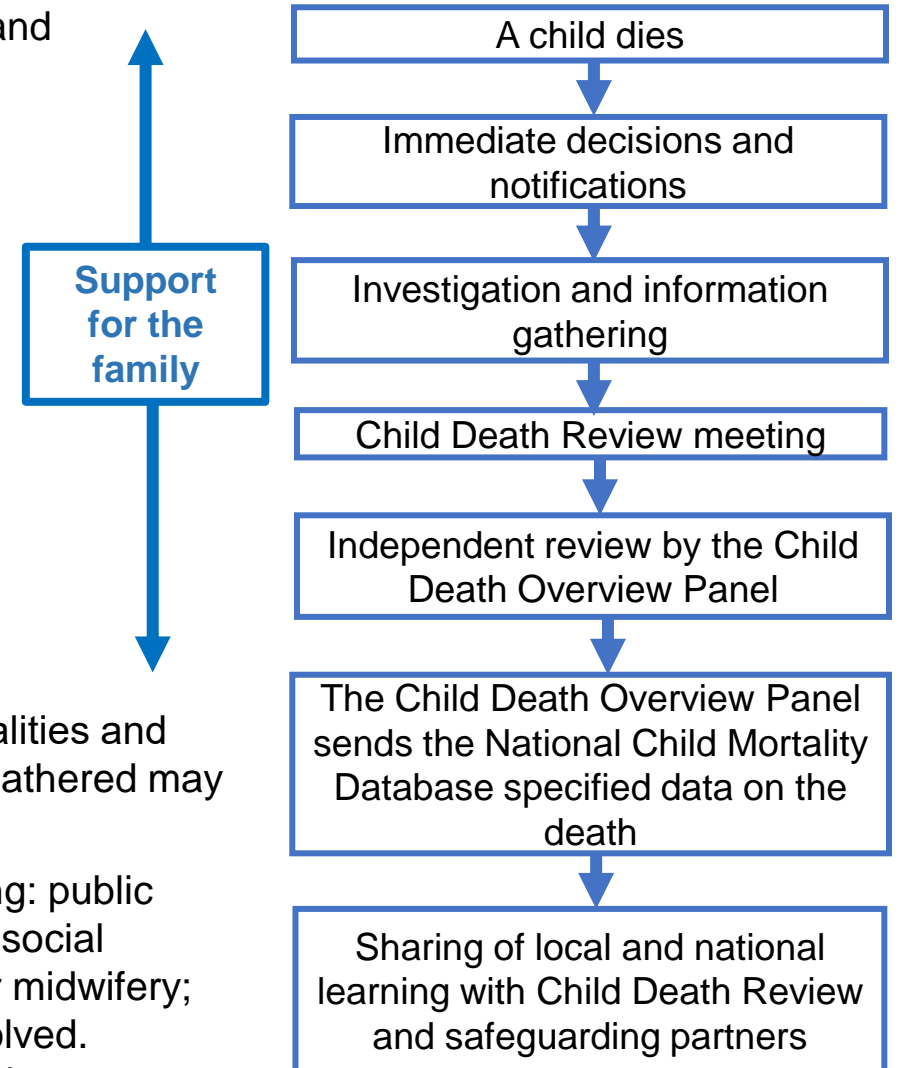 and
A child dies
Immediate decisions and
notifications
Support
for the
family
Investigation and information
gathering
Child Death Review meeting
Independent review by the Child
Death Overview Panel
The Child Death Overview Panel
sends the National Child Mortality
Database specified data on the
death
Sharing of local and national
learning with Child Death Review
and safeguarding partners
alities and
gathered may
ng: public
social
r midwifery;
olved.